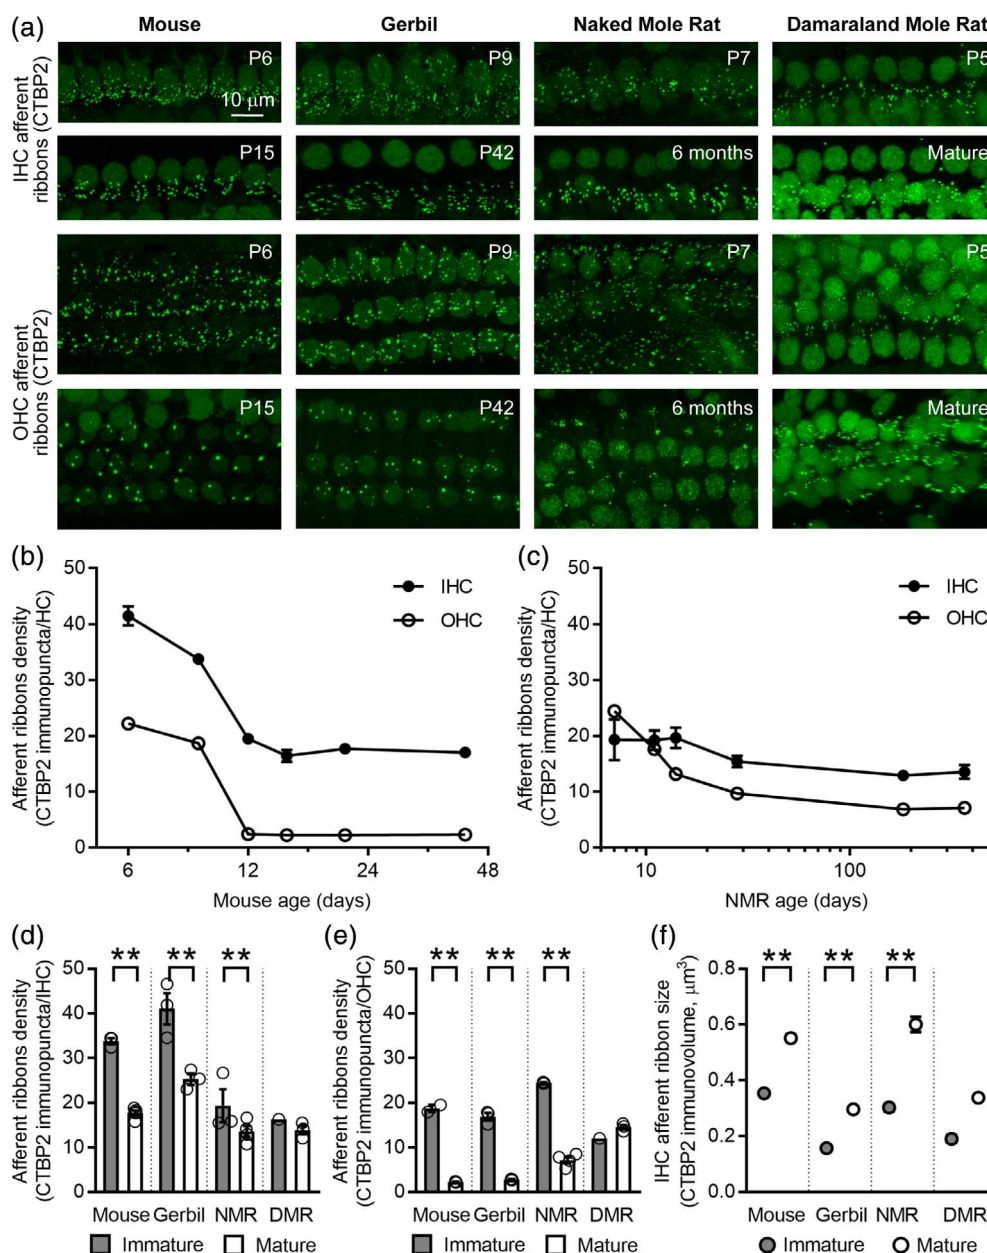 (a)
Mouse Gerbil Naked Mole Rat Damaraland Mole Rat
IHC afferent
ribbons (CTBP2)
P6 P9 P7 P5
10 μm
P15 P42 6 months Mature
OHC afferent
ribbons (CTBP2)
P6 P9 P7 P5
P15 P42 6 months Mature
(b)
Afferent ribbons density
(CTBP2 immunopuncta/HC)
50
40
30
20
10
0
IHC
OHC
6 12 24 48
Mouse age (days)
(c)
Afferent ribbons density
(CTBP2 immunopuncta/HC)
50
40
30
20
10
0
IHC
OHC
10 100
NMR age (days)
(d)
Afferent ribbons density
(CTBP2 immunopuncta/IHC)
50
40
30
20
10
0
** ** **
Mouse Gerbil NMR DMR
Immature Mature
(e)
Afferent ribbons density
(CTBP2 immunopuncta/OHC)
50
40
30
20
10
0
** ** **
Mouse Gerbil NMR DMR
Immature Mature
(f)
IHC afferent ribbon size
(CTBP2 immunovolume, μm³)
0.8
0.6
0.4
0.2
0.0
** ** **
Mouse Gerbil NMR DMR
Immature Mature